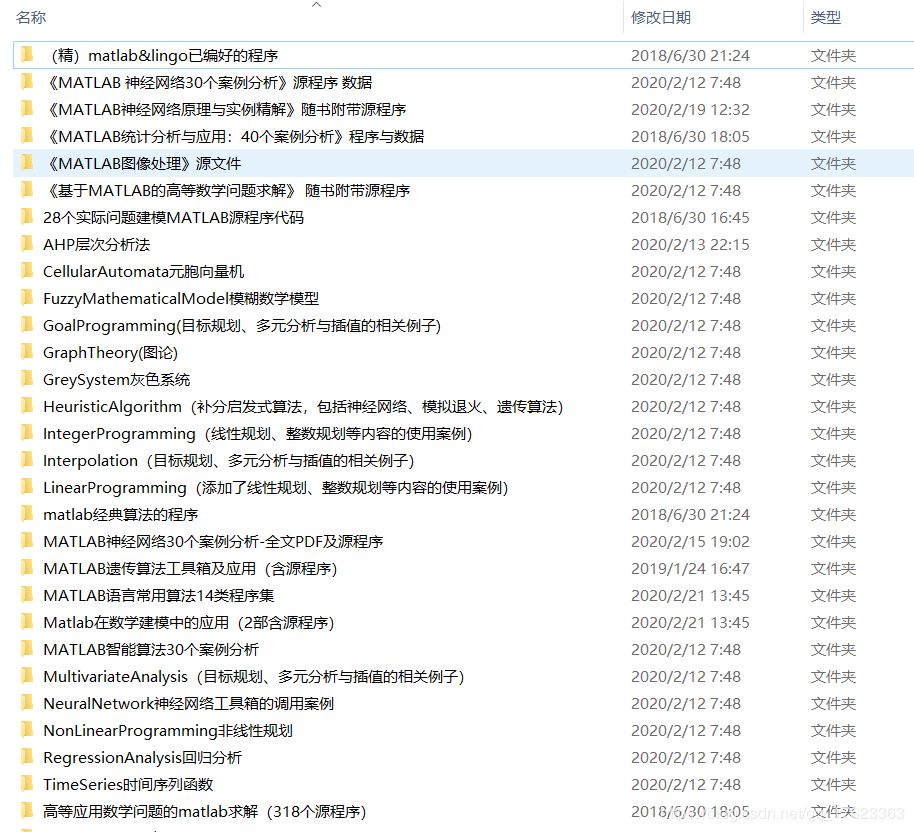 名称 修改日期 类型
（精）matlab&lingo已编好的程序 2018/6/30 21:24 文件夹
《MATLAB 神经网络30个案例分析》源程序 数据 2020/2/12 7:48 文件夹
《MATLAB神经网络原理与实例精解》随书附带源程序 2020/2/19 12:32 文件夹
《MATLAB统计分析与应用：40个案例分析》程序与数据 2018/6/30 18:05 文件夹
《MATLAB图像处理》源文件 2020/2/12 7:48 文件夹
《基于MATLAB的高等数学问题求解》 随书附带源程序 2020/2/12 7:48 文件夹
28个实际问题建模MATLAB源程序代码 2018/6/30 16:45 文件夹
AHP层次分析法 2020/2/13 22:15 文件夹
CellularAutomata元胞向量机 2020/2/12 7:48 文件夹
FuzzyMathematicalModel模糊数学模型 2020/2/12 7:48 文件夹
GoalProgramming(目标规划、多元分析与插值的相关例子) 2020/2/12 7:48 文件夹
GraphTheory(图论) 2020/2/12 7:48 文件夹
GreySystem灰色系统 2020/2/12 7:48 文件夹
HeuristicAlgorithm（补分启发式算法，包括神经网络、模拟退火、遗传算法） 2020/2/12 7:48 文件夹
IntegerProgramming（线性规划、整数规划等内容的使用案例） 2020/2/12 7:48 文件夹
Interpolation（目标规划、多元分析与插值的相关例子） 2020/2/12 7:48 文件夹
LinearProgramming（添加了线性规划、整数规划等内容的使用案例） 2020/2/12 7:48 文件夹
matlab经典算法的程序 2018/6/30 21:24 文件夹
MATLAB神经网络30个案例分析-全文PDF及源程序 2020/2/15 19:02 文件夹
MATLAB遗传算法工具箱及应用（含源程序） 2019/1/24 16:47 文件夹
MATLAB语言常用算法14类程序集 2020/2/21 13:45 文件夹
Matlab在数学建模中的应用（2部含源程序） 2020/2/21 13:45 文件夹
MATLAB智能算法30个案例分析 2020/2/12 7:48 文件夹
MultivariateAnalysis（目标规划、多元分析与插值的相关例子） 2020/2/12 7:48 文件夹
NeuralNetwork神经网络工具箱的调用案例 2020/2/12 7:48 文件夹
NonLinearProgramming非线性规划 2020/2/12 7:48 文件夹
RegressionAnalysis回归分析 2020/2/12 7:48 文件夹
TimeSeries时间序列函数 2020/2/12 7:48 文件夹
高等应用数学问题的matlab求解（318个源程序） 2018/6/30 18:05 文件夹